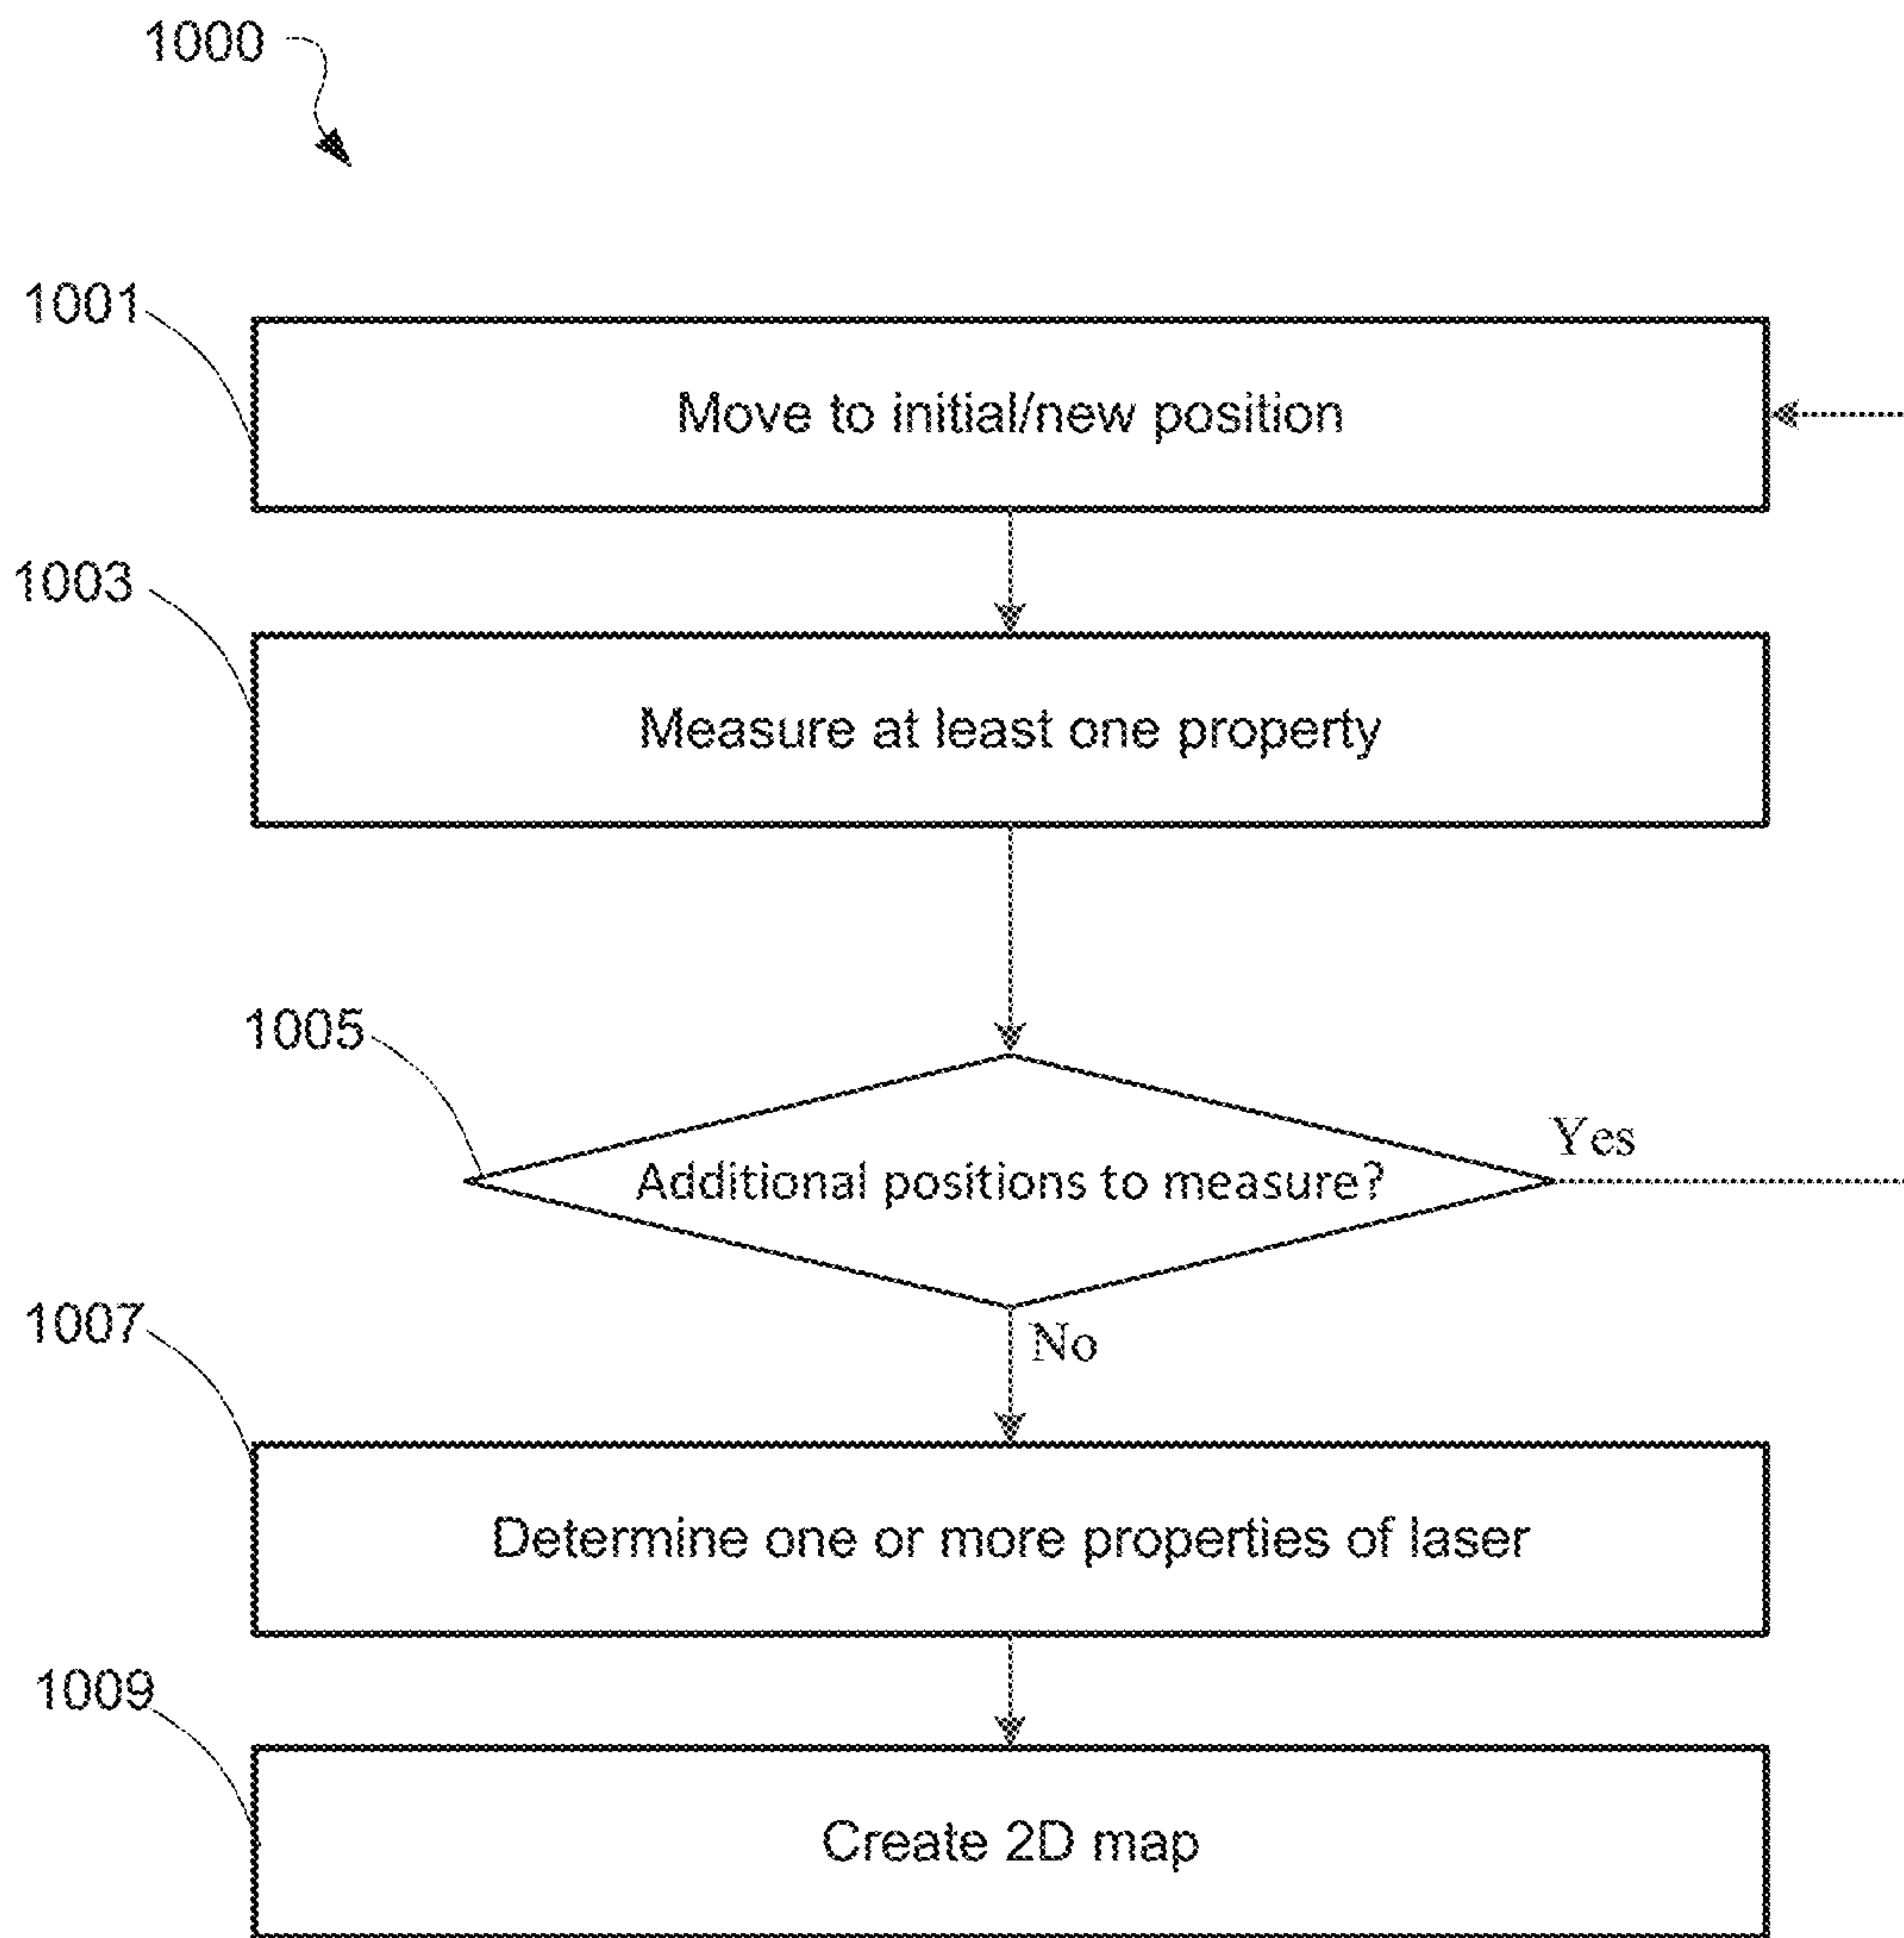 1000
1001
Move to initial/new position
1003
Measure at least one property
1005
Additional positions to measure?
Yes
No
1007
Determine one or more properties of laser
1009
Create 2D map